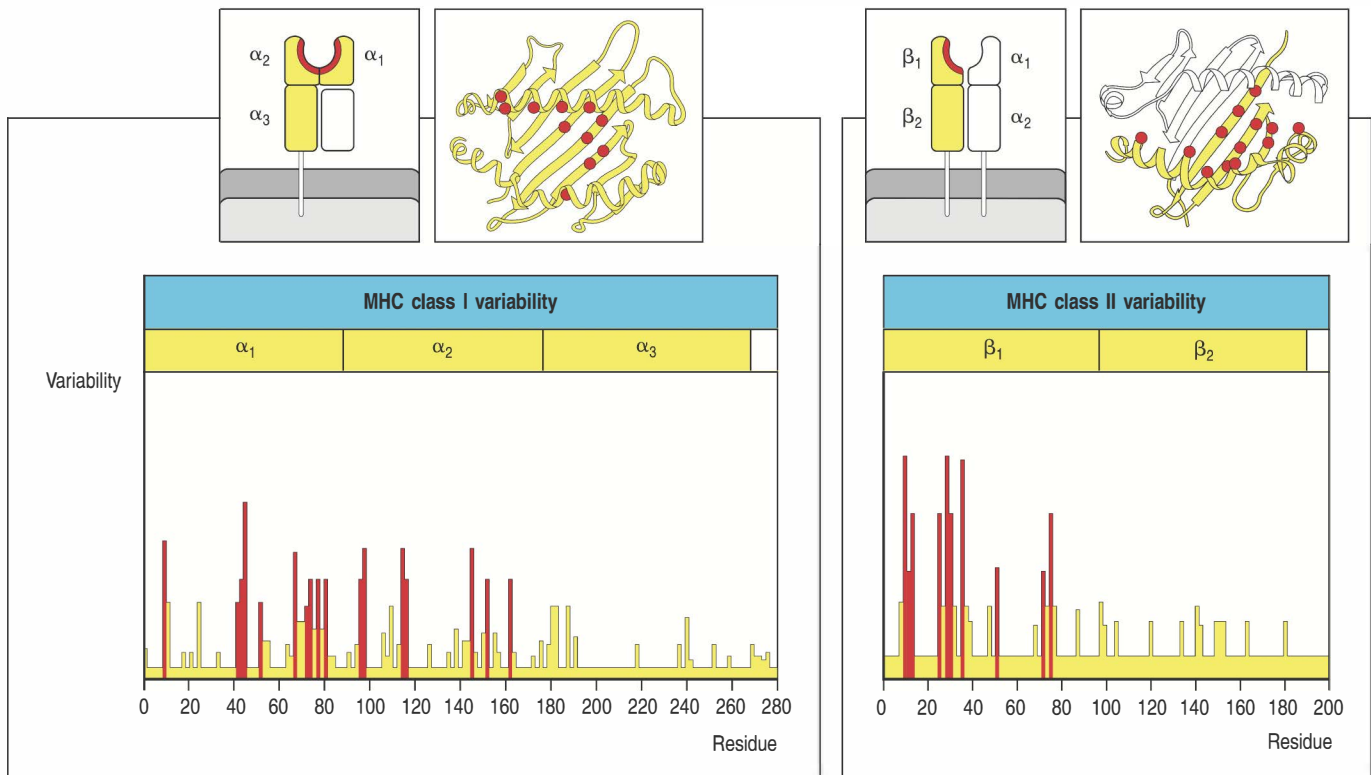 α2 α1
α3
β1 α1
β2 α2
MHC class I variability
α1 α2 α3
Variability
0 20 40 60 80 100 120 140 160 180 200 220 240 260 280
Residue
MHC class II variability
β1 β2
0 20 40 60 80 100 120 140 160 180 200
Residue